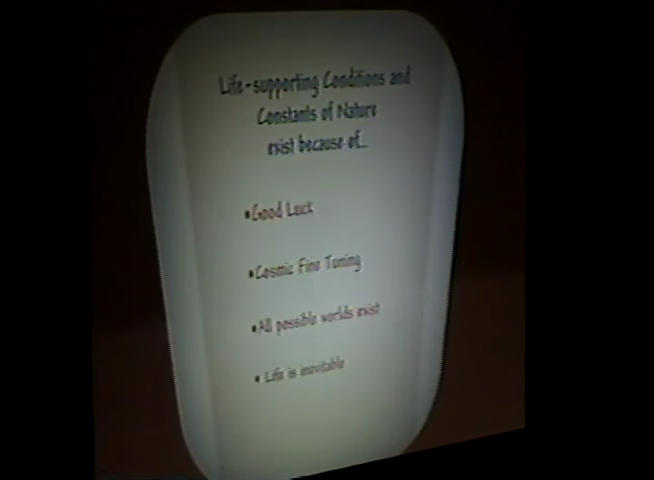 Life-supporting Conditions and
Constants of Nature
exist because of...
•Good Luck
•Cosmic Fine Tuning
•All possible worlds exist
• Life is inevitable